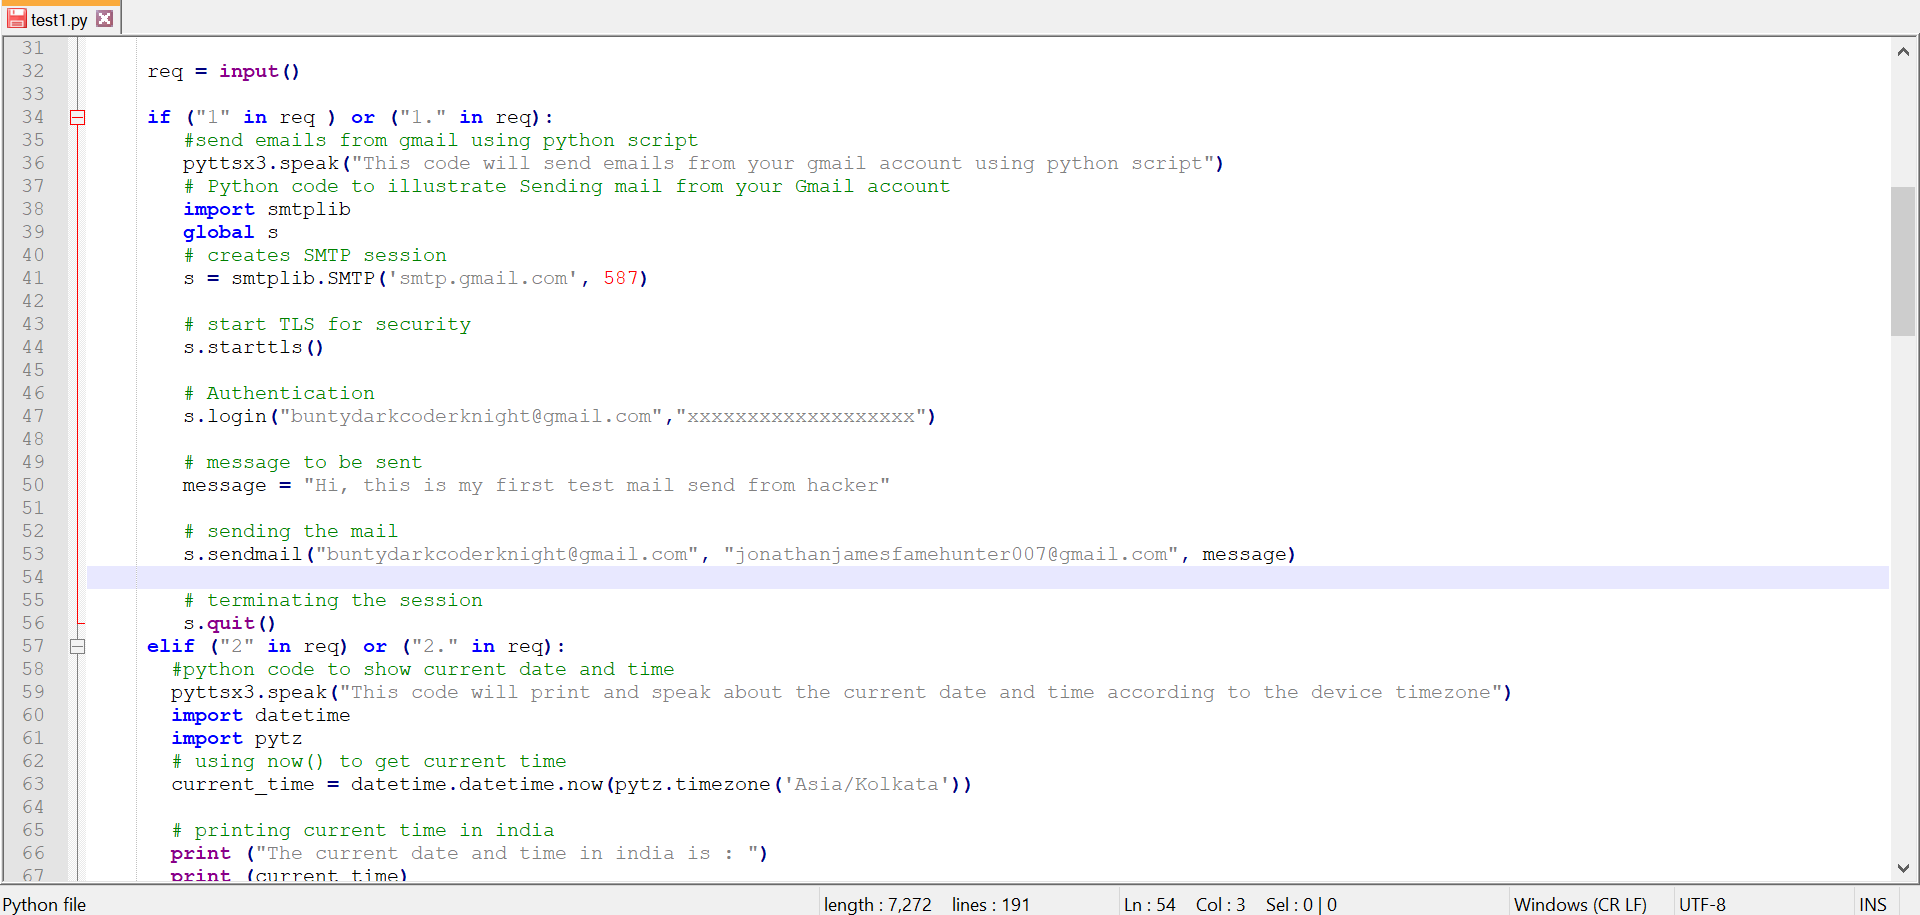 test1.py
31
32 req = input()
33
34 if ("1" in req ) or ("1." in req):
35 #send emails from gmail using python script
36 pyttsx3.speak("This code will send emails from your gmail account using python script")
37 # Python code to illustrate Sending mail from your Gmail account
38 import smtplib
39 global s
40 # creates SMTP session
41 s = smtplib.SMTP('smtp.gmail.com', 587)
42
43 # start TLS for security
44 s.starttls()
45
46 # Authentication
47 s.login("buntydarkcoderknight@gmail.com","xxxxxxxxxxxxxxxxxxx")
48
49 # message to be sent
50 message = "Hi, this is my first test mail send from hacker"
51
52 # sending the mail
53 s.sendmail("buntydarkcoderknight@gmail.com", "jonathanjamesfamehunter007@gmail.com", message)
54
55 # terminating the session
56 s.quit()
57 elif ("2" in req) or ("2." in req):
58 #python code to show current date and time
59 pyttsx3.speak("This code will print and speak about the current date and time according to the device timezone")
60 import datetime
61 import pytz
62 # using now() to get current time
63 current_time = datetime.datetime.now(pytz.timezone('Asia/Kolkata'))
64
65 # printing current time in india
66 print ("The current date and time in india is : ")
67 print (current_time)
Python file length : 7,272 lines : 191 Ln : 54 Col : 3 Sel : 0 | 0 Windows (CR LF) UTF-8 INS